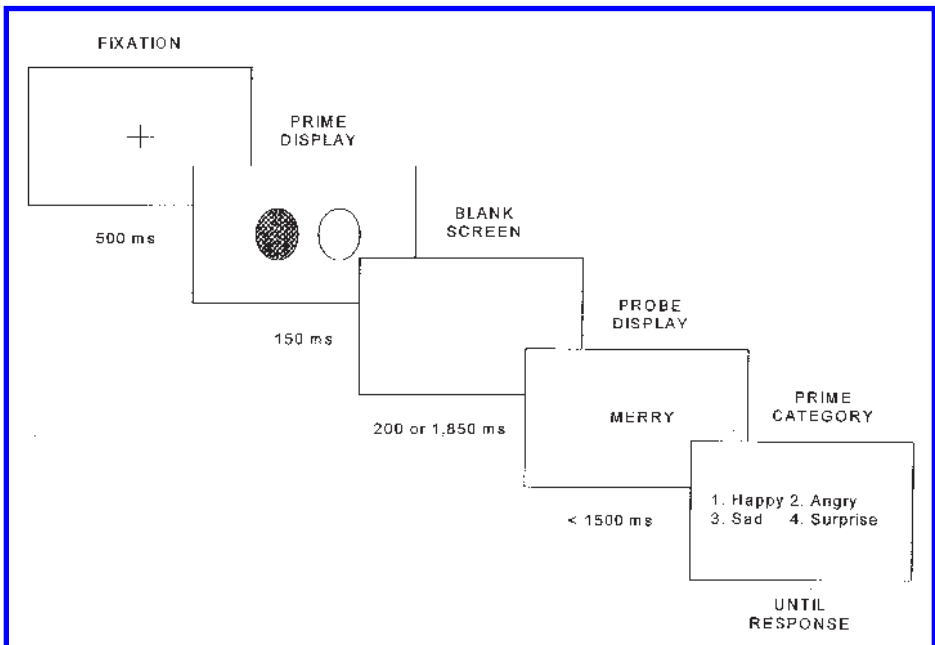 FIXATION
PRIME
DISPLAY
500 ms
BLANK
SCREEN
150 ms
PROBE
DISPLAY
200 or 1,850 ms
MERRY
PRIME
CATEGORY
< 1500 ms
1. Happy 2. Angry
3. Sad 4. Surprise
UNTIL
RESPONSE